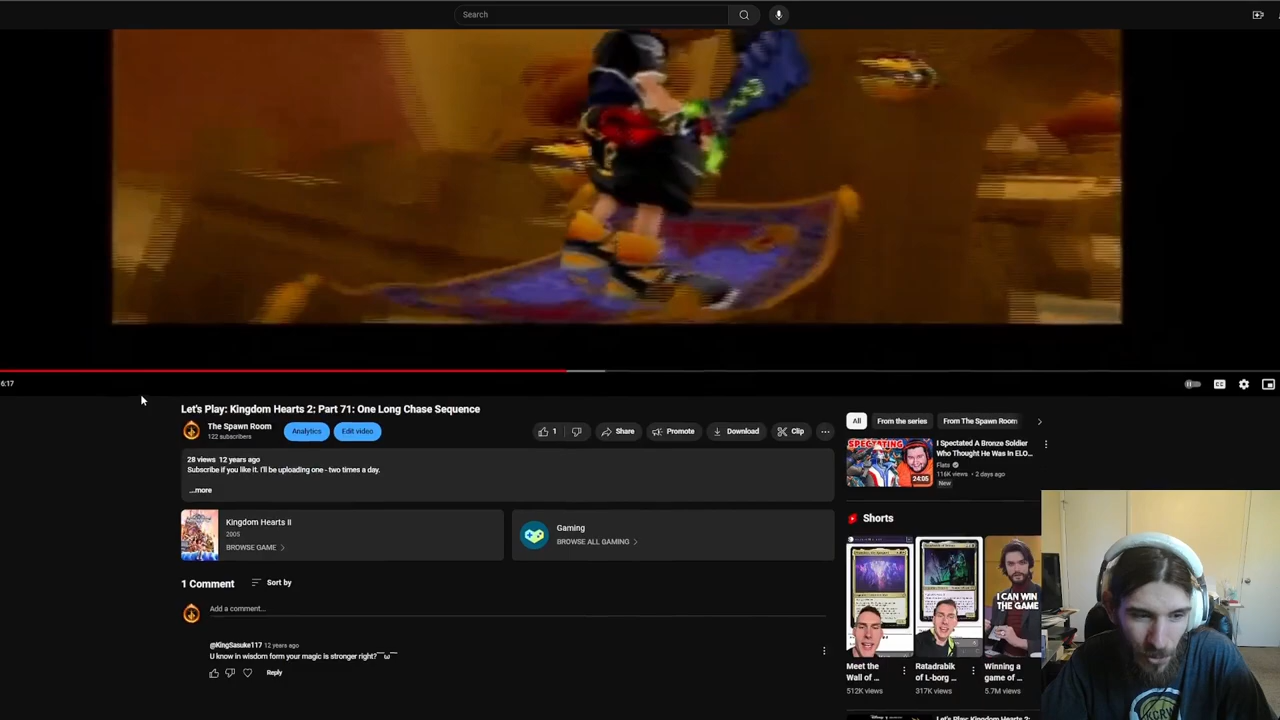 Search
6:17
Let's Play: Kingdom Hearts 2: Part 71: One Long Chase Sequence
The Spawn Room
122 subscribers
Analytics
Edit video
1
Share
Promote
Download
Clip
28 views 12 years ago
Subscribe if you like it. I'll be uploading one - two times a day.
...more
Kingdom Hearts II
2005
BROWSE GAME
Gaming
BROWSE ALL GAMING
1 Comment
Sort by
Add a comment...
@KingSasuke117 12 years ago
U know in wisdom form your magic is stronger right?¯ω¯
Reply
All
From the series
From The Spawn Room
SPECTATING
24:05
I Spectated A Bronze Soldier
Who Thought He Was In ELO...
Flats
116K views • 2 days ago
New
Shorts
I CAN WIN
THE GAME
Meet the
Wall of ...
512K views
Ratadrabik
of L-borg ...
317K views
Winning a
game of ...
5.7M views
Let's Play: Kingdom Hearts 2: